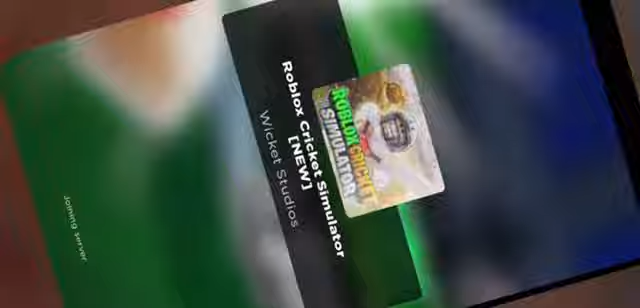 ROBLOX CRICKET
SIMULATOR
Roblox Cricket Simulator
[NEW]
Wicket Studios
Joining server